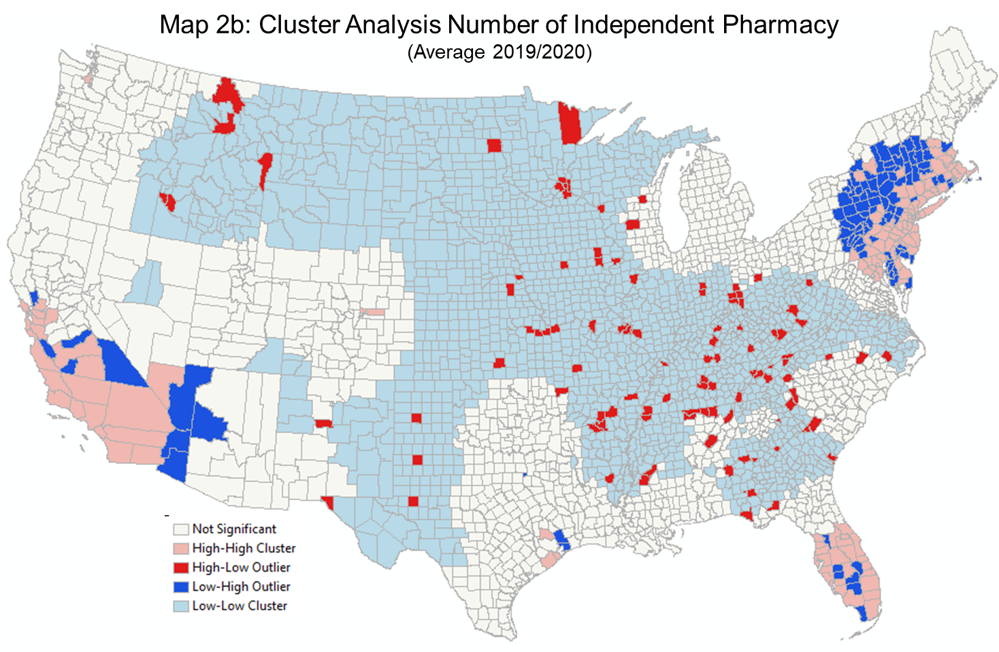 Map 2b: Cluster Analysis Number of Independent Pharmacy
(Average 2019/2020)
Not Significant
High-High Cluster
High-Low Outlier
Low-High Outlier
Low-Low Cluster